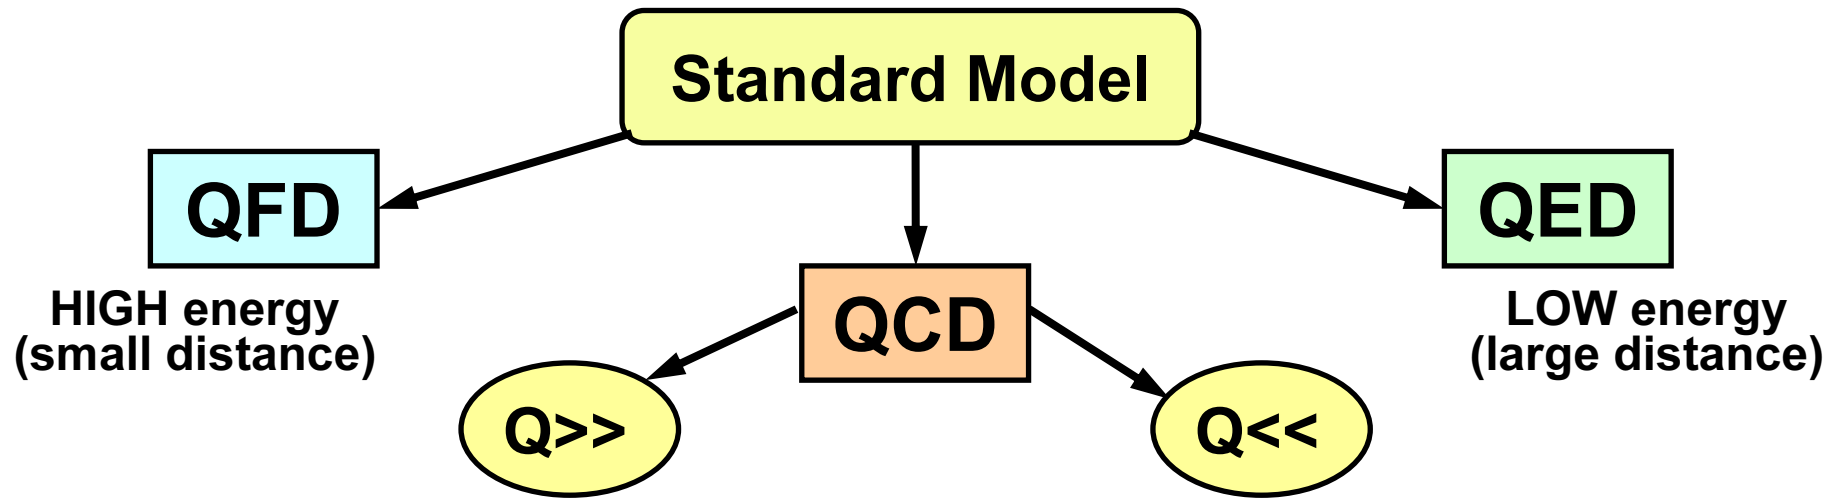 Standard Model
QFD
QED
HIGH energy
(small distance)
QCD
LOW energy
(large distance)
Q>>
Q<<